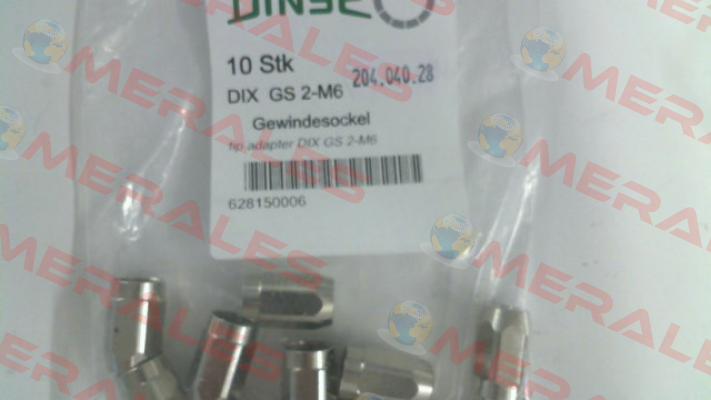 DINSE
10 Stk
204.040.28
DIX GS 2-M6
Gewindesockel
tip adapter DIX GS 2-M6
628150006
MERALES
MERALES
MERALES
MERALES
MERALES
MERALES